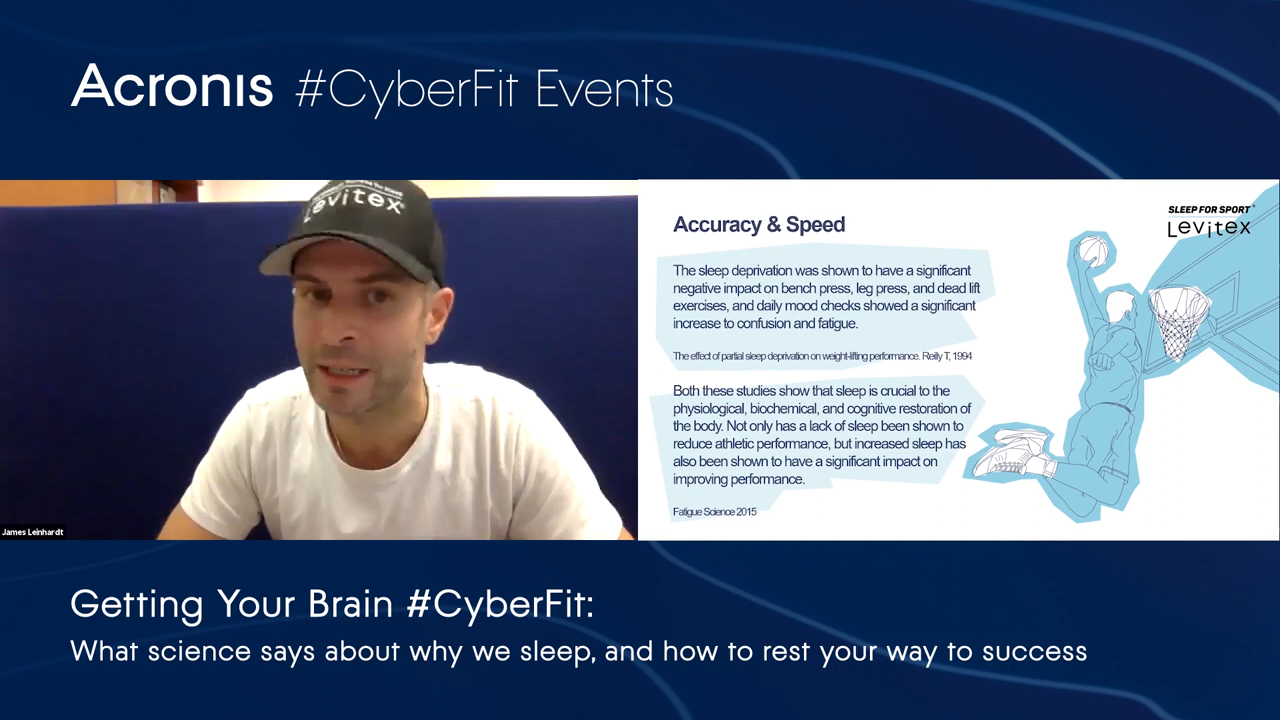 Acronis #CyberFit Events
Levitex
James Leinhardt
SLEEP FOR SPORT
Levitex
Accuracy & Speed
The sleep deprivation was shown to have a significant
negative impact on bench press, leg press, and dead lift
exercises, and daily mood checks showed a significant
increase to confusion and fatigue.
The effect of partial sleep deprivation on weight-lifting performance. Reilly T, 1994
Both these studies show that sleep is crucial to the
physiological, biochemical, and cognitive restoration of
the body. Not only has a lack of sleep been shown to
reduce athletic performance, but increased sleep has
also been shown to have a significant impact on
improving performance.
Fatigue Science 2015
Getting Your Brain #CyberFit:
What science says about why we sleep, and how to rest your way to success